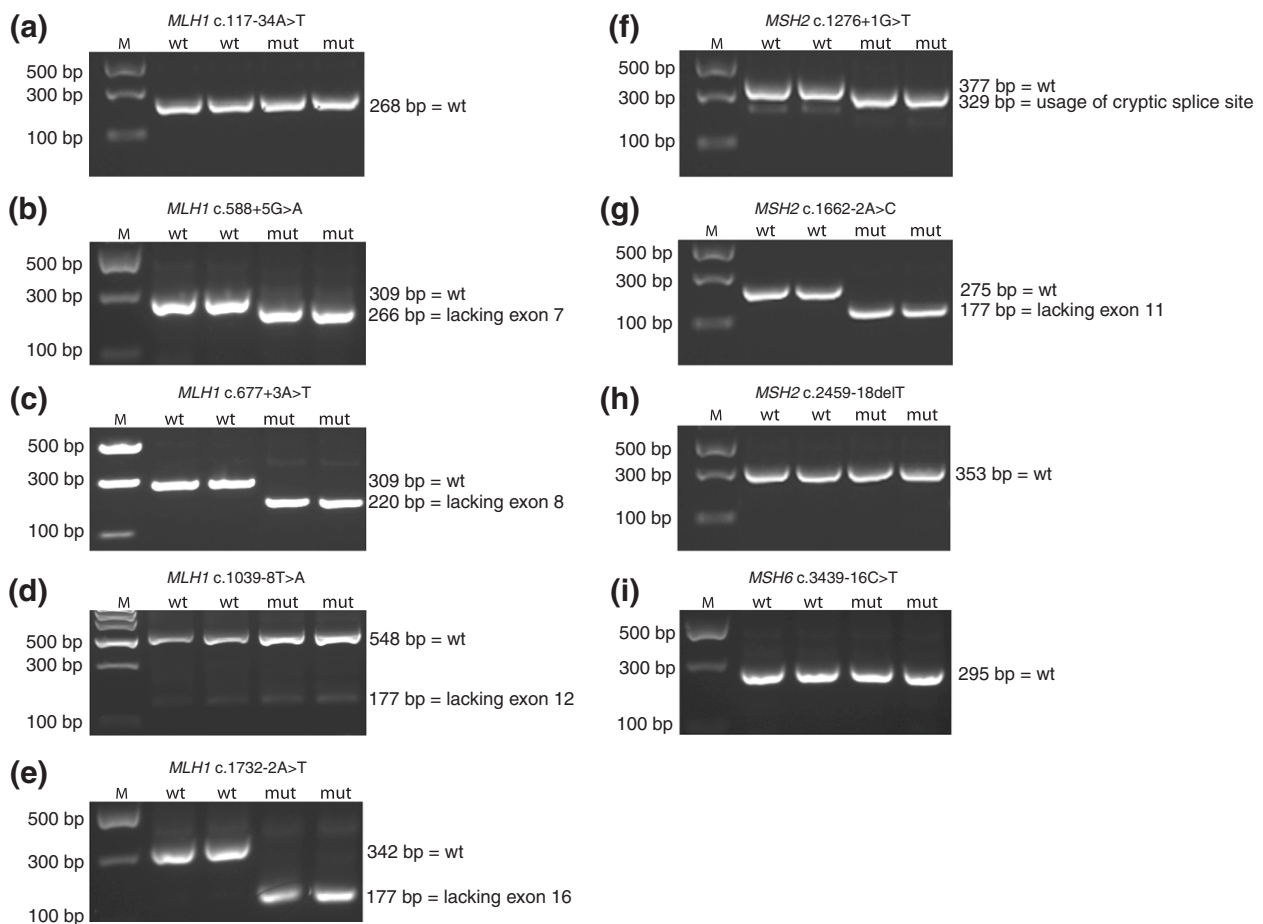 (a)
MLH1 c.117-34A>T
M wt wt mut mut
500 bp
300 bp
100 bp
268 bp = wt
(b)
MLH1 c.588+5G>A
M wt wt mut mut
500 bp
300 bp
100 bp
309 bp = wt
266 bp = lacking exon 7
(c)
MLH1 c.677+3A>T
M wt wt mut mut
500 bp
300 bp
100 bp
309 bp = wt
220 bp = lacking exon 8
(d)
MLH1 c.1039-8T>A
M wt wt mut mut
500 bp
300 bp
100 bp
548 bp = wt
177 bp = lacking exon 12
(e)
MLH1 c.1732-2A>T
M wt wt mut mut
500 bp
300 bp
100 bp
342 bp = wt
177 bp = lacking exon 16
(f)
MSH2 c.1276+1G>T
M wt wt mut mut
500 bp
300 bp
100 bp
377 bp = wt
329 bp = usage of cryptic splice site
(g)
MSH2 c.1662-2A>C
M wt wt mut mut
500 bp
300 bp
100 bp
275 bp = wt
177 bp = lacking exon 11
(h)
MSH2 c.2459-18delT
M wt wt mut mut
500 bp
300 bp
100 bp
353 bp = wt
(i)
MSH6 c.3439-16C>T
M wt wt mut mut
500 bp
300 bp
100 bp
295 bp = wt